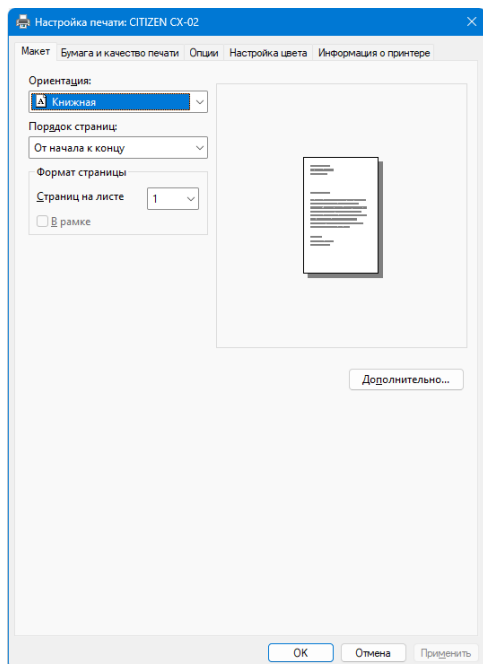 Настройка печати: CITIZEN CX-02
Макет Бумага и качество печати Опции Настройка цвета Информация о принтере
Ориентация:
A Книжная
Порядок страниц:
От начала к концу
Формат страницы
Страниц на листе 1
В рамке
Дополнительно...
OK Отмена Применить